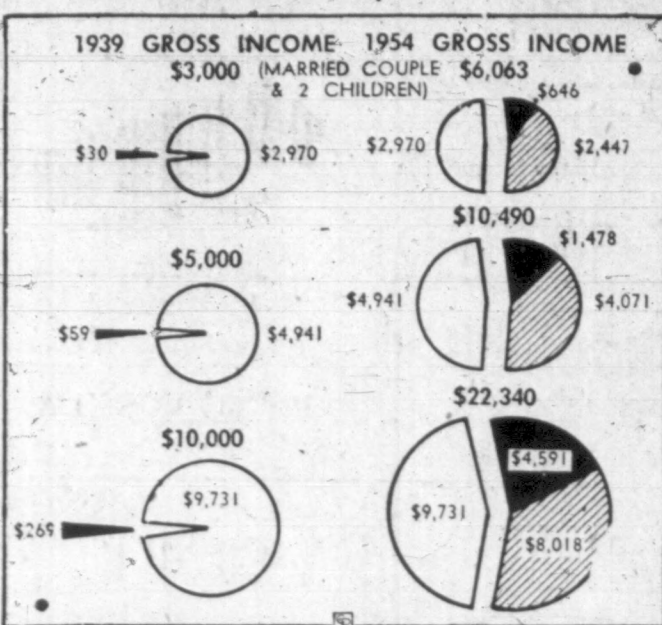 1939 GROSS INCOME 1954 GROSS INCOME
$3,000 (MARRIED COUPLE $6,063
& 2 CHILDREN)
$646
$30 $2,970 $2,970 $2,447
$5,000 $10,490
$1,478
$59 $4,941 $4,941 $4,071
$10,000 $22,340
$4,591
$9,731 $9,731
$269 $8,018